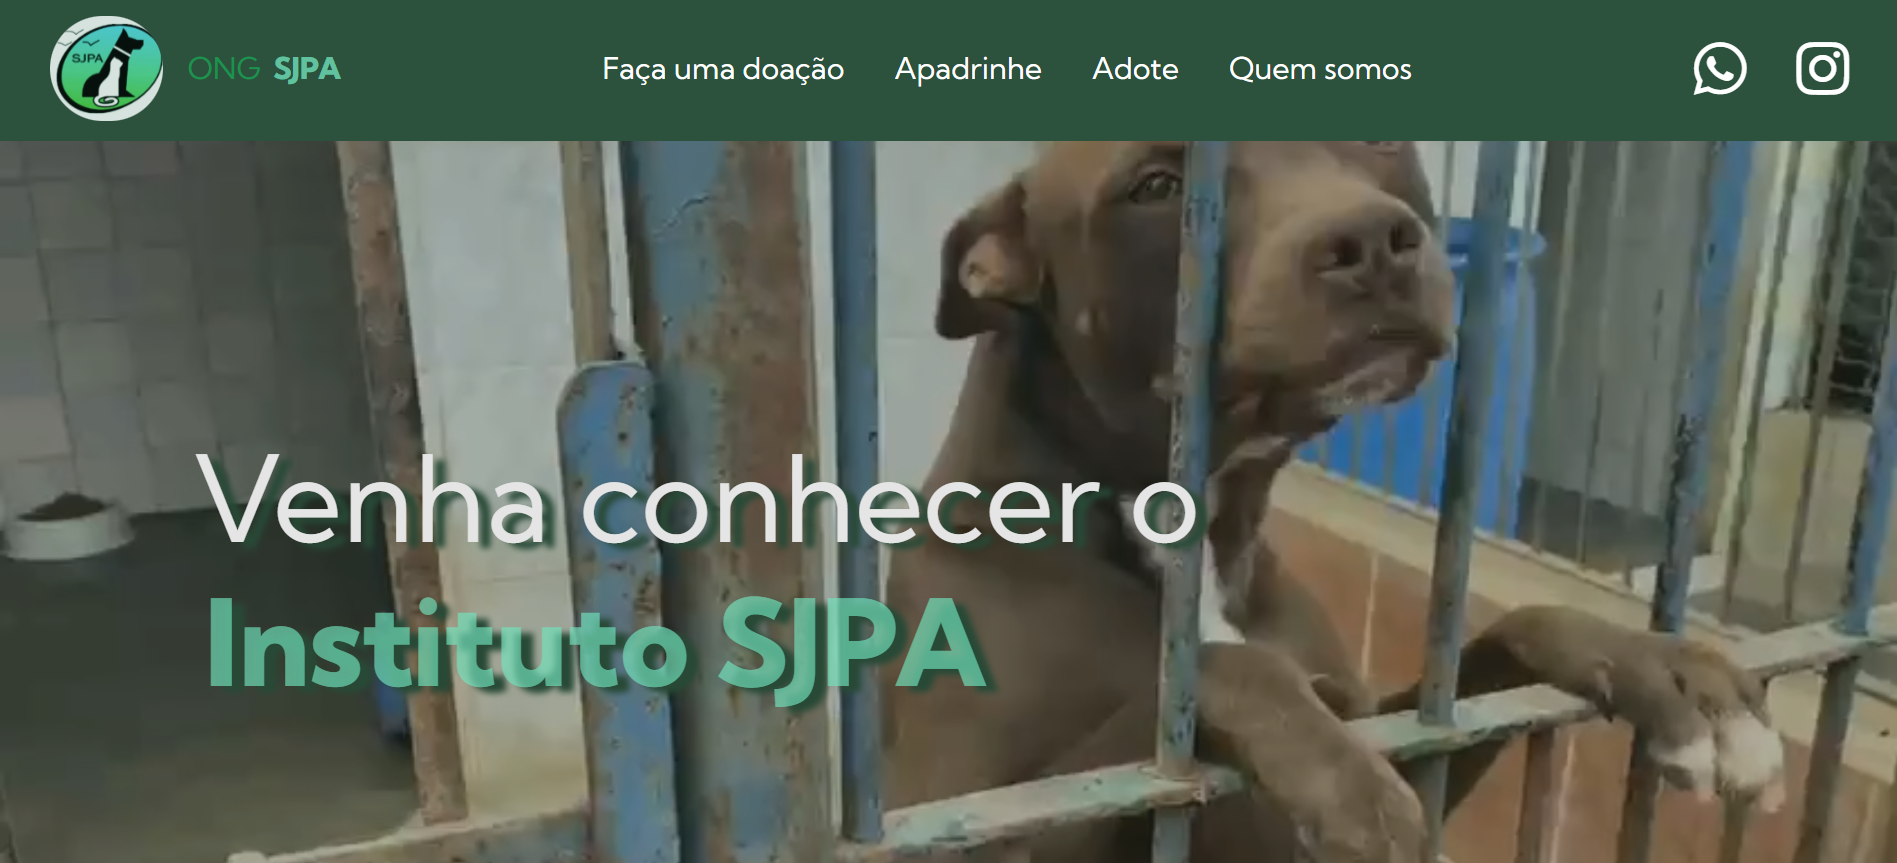 SJPA
ONG SJPA
Faça uma doação
Apadrinhe
Adote
Quem somos
Venha conhecer o
Instituto SJPA